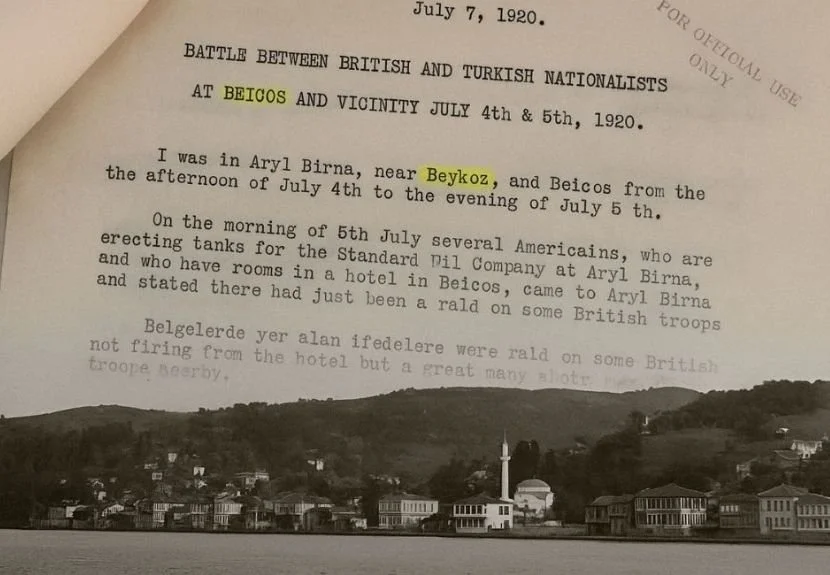 July 7, 1920.
FOR OFFICIAL USE
ONLY
BATTLE BETWEEN BRITISH AND TURKISH NATIONALISTS
AT BEICOS AND VICINITY JULY 4th & 5th, 1920.
I was in Aryl Birna, near Beykoz, and Beicos from the
the afternoon of July 4th to the evening of July 5 th.
On the morning of 5th July several Americans, who are
erecting tanks for the Standard Dil Company at Aryl Birna,
and who have rooms in a hotel in Beicos, came to Aryl Birna
and stated there had just been a rald on some British troops
Belgelerde yer alan ifedelere were rald on some British
not firing from the hotel but a great many shotr
troope nearby.